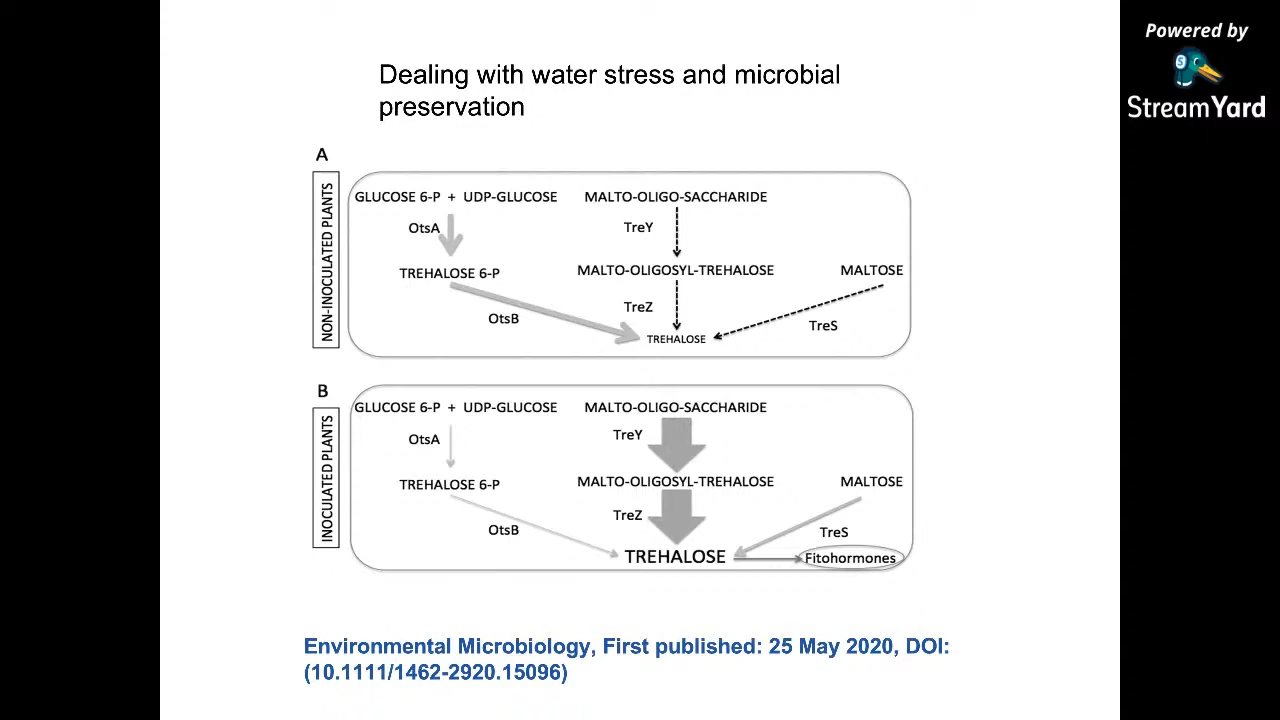 Powered by
StreamYard
Dealing with water stress and microbial
preservation
A
NON-INOCULATED PLANTS
GLUCOSE 6-P + UDP-GLUCOSE
MALTO-OLIGO-SACCHARIDE
OtsA
TreY
TREHALOSE 6-P
MALTO-OLIGOSYL-TREHALOSE
MALTOSE
OtsB
TreZ
TreS
TREHALOSE
B
INOCULATED PLANTS
GLUCOSE 6-P + UDP-GLUCOSE
MALTO-OLIGO-SACCHARIDE
OtsA
TreY
TREHALOSE 6-P
MALTO-OLIGOSYL-TREHALOSE
MALTOSE
OtsB
TreZ
TreS
TREHALOSE
Fitohormones
Environmental Microbiology, First published: 25 May 2020, DOI:
(10.1111/1462-2920.15096)